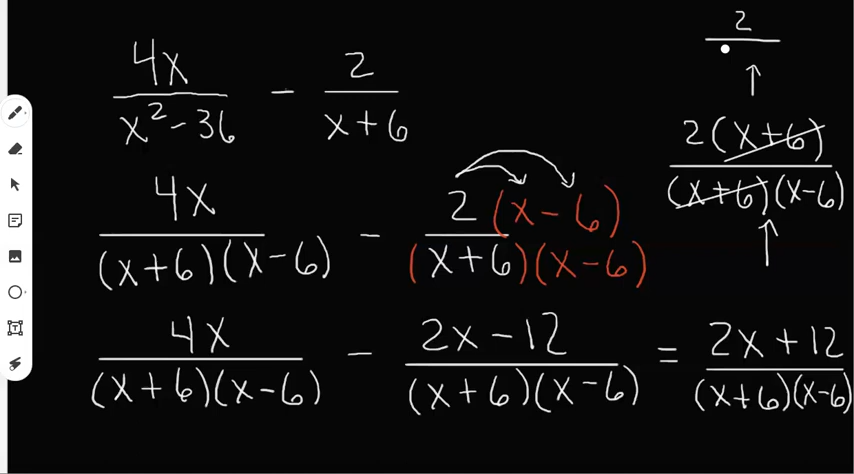 4x/(x² - 36) - 2/(x + 6)
4x/((x + 6)(x - 6)) - 2(x - 6)/((x + 6)(x - 6))
4x/((x + 6)(x - 6)) - (2x - 12)/((x + 6)(x - 6)) = (2x + 12)/((x + 6)(x - 6))
2(x + 6)/((x + 6)(x - 6))
2
T